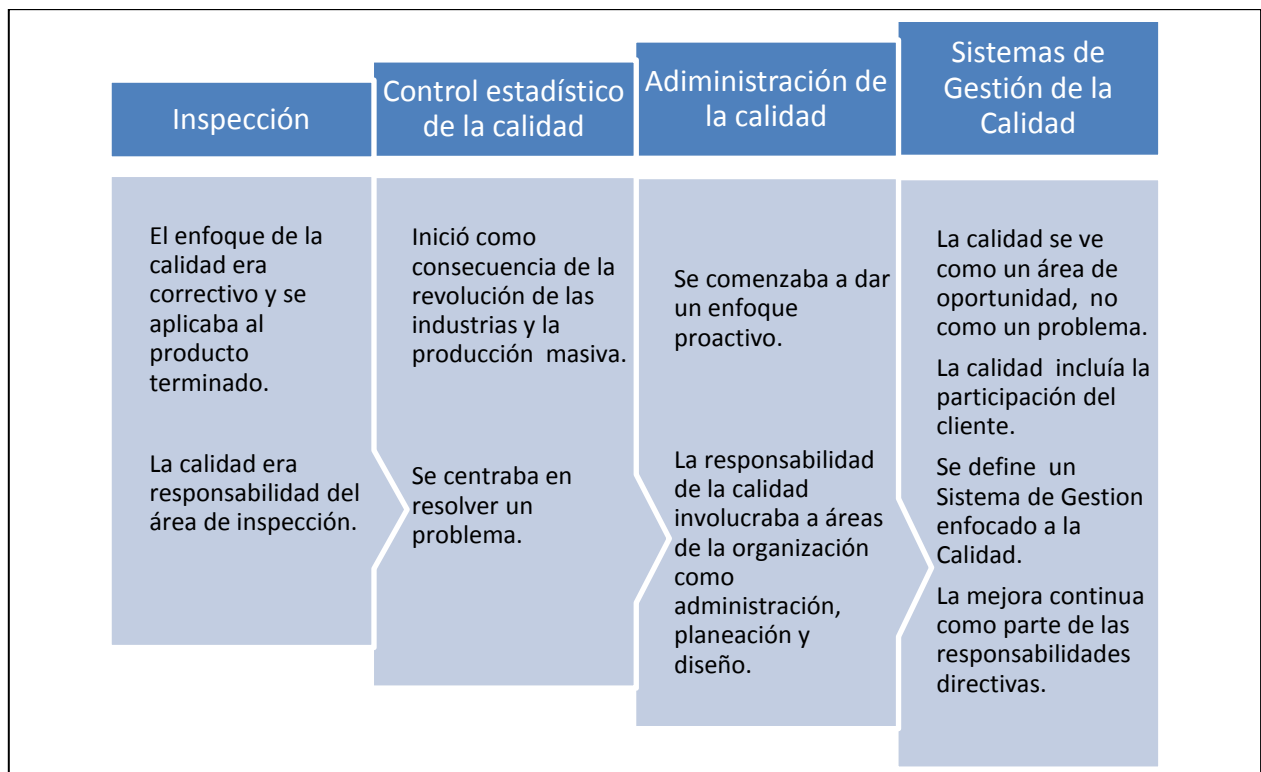 Inspección
El enfoque de la
calidad era
correctivo y se
aplicaba al
producto
terminado.
La calidad era
responsabilidad del
área de inspección.
Control estadístico
de la calidad
Inició como
consecuencia de la
revolución de las
industrias y la
producción  masiva.
Se centraba en
resolver un
problema.
Adiministración de
la calidad
Se comenzaba a dar
un enfoque
proactivo.
La responsabilidad
de la calidad
involucraba a áreas
de la organización
como
administración,
planeación y
diseño.
Sistemas de
Gestión de la
Calidad
La calidad se ve
como un área de
oportunidad,  no
como un problema.
La calidad  incluía la
participación del
cliente.
Se define  un
Sistema de Gestion
enfocado a la
Calidad.
La mejora continua
como parte de las
responsabilidades
directivas.